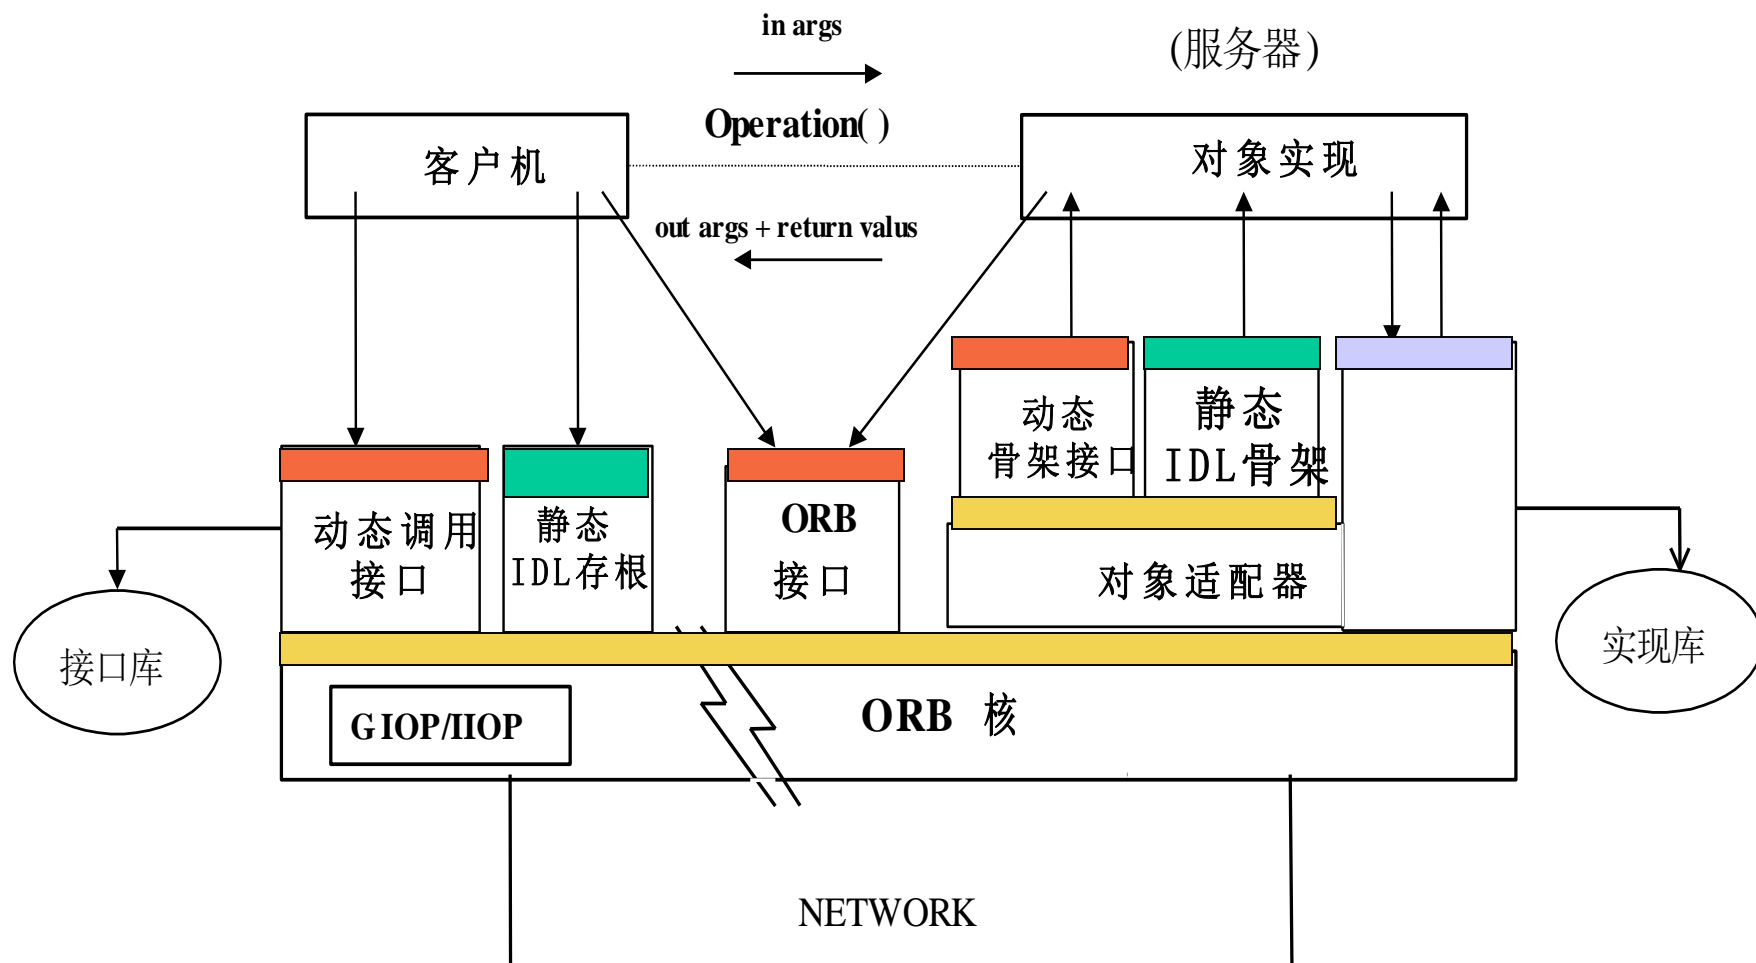 in args
(服务器)
Operation( )
客户机
对象实现
out args + return valus
动态
骨架接口
静态
IDL骨架
动态调用
接口
静态
IDL存根
ORB
接口
对象适配器
接口库
实现库
GIOP/IIOP
ORB 核
NETWORK